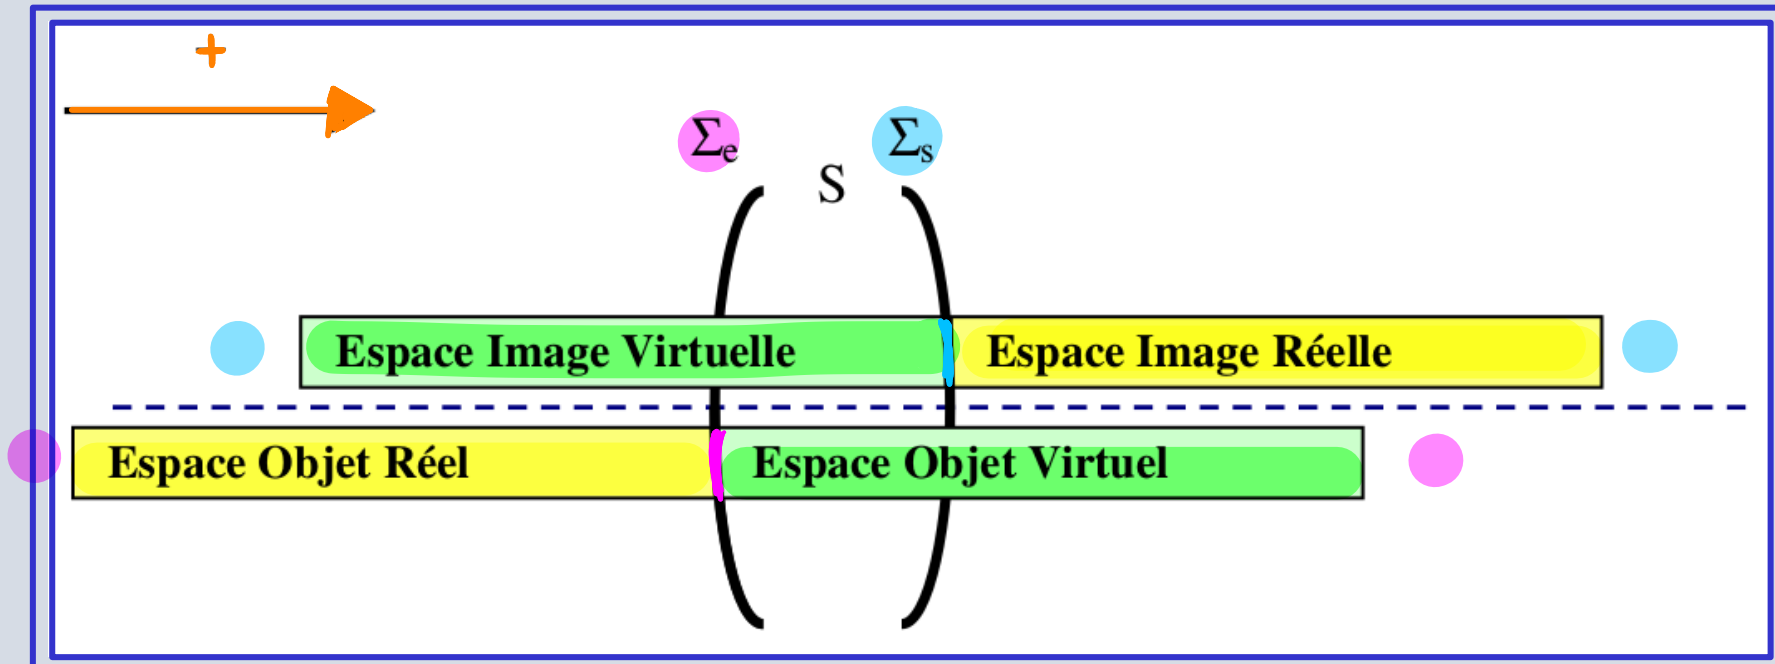 +
Σe
Σs
S
Espace Image Virtuelle
Espace Image Réelle
Espace Objet Réel
Espace Objet Virtuel